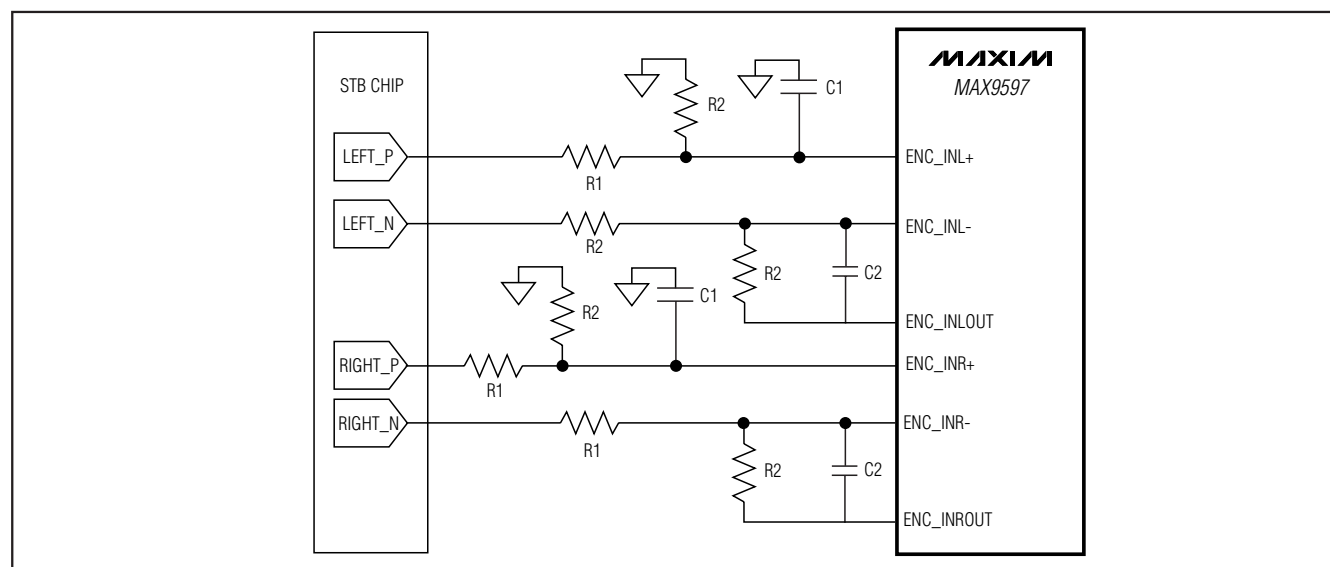 STB CHIP
MAXIM
MAX9597
R2
C1
LEFT_P
R1
ENC_INL+
LEFT_N
R2
ENC_INL-
R2
C2
R2
C1
ENC_INLOUT
RIGHT_P
R1
ENC_INR+
RIGHT_N
R1
ENC_INR-
R2
C2
ENC_INROUT